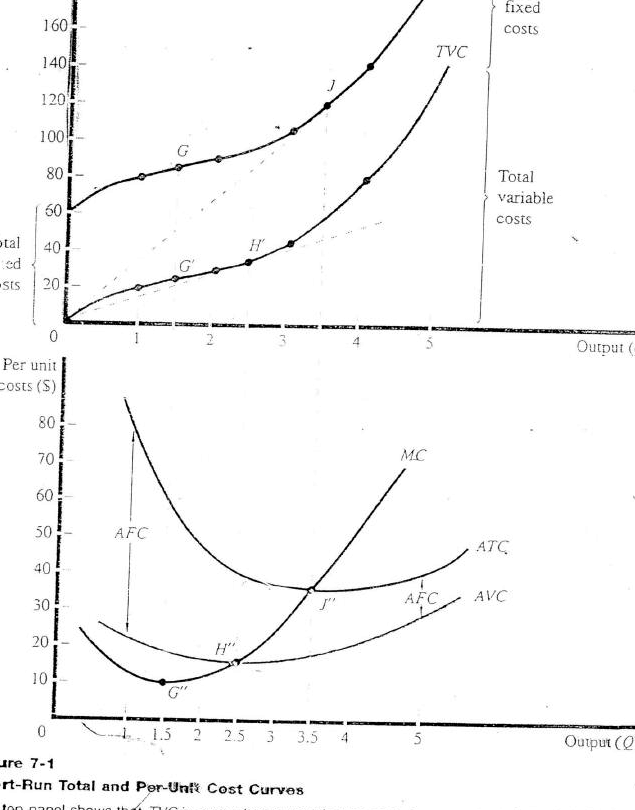 fixed
costs
160
140
TVC
120
J
100
G
80
Total
variable
costs
60
40
H'
G'
20
sts
0
1
2
3
4
5
Output (
Per unit
costs ($)
80
70
MC
60
50
AFC
ATC
40
30
J''
AFC
AVC
20
H''
10
G''
0
1
1.5
2
2.5
3
3.5
4
5
Output (Q
ure 7-1
rt-Run Total and Per-Unit Cost Curves